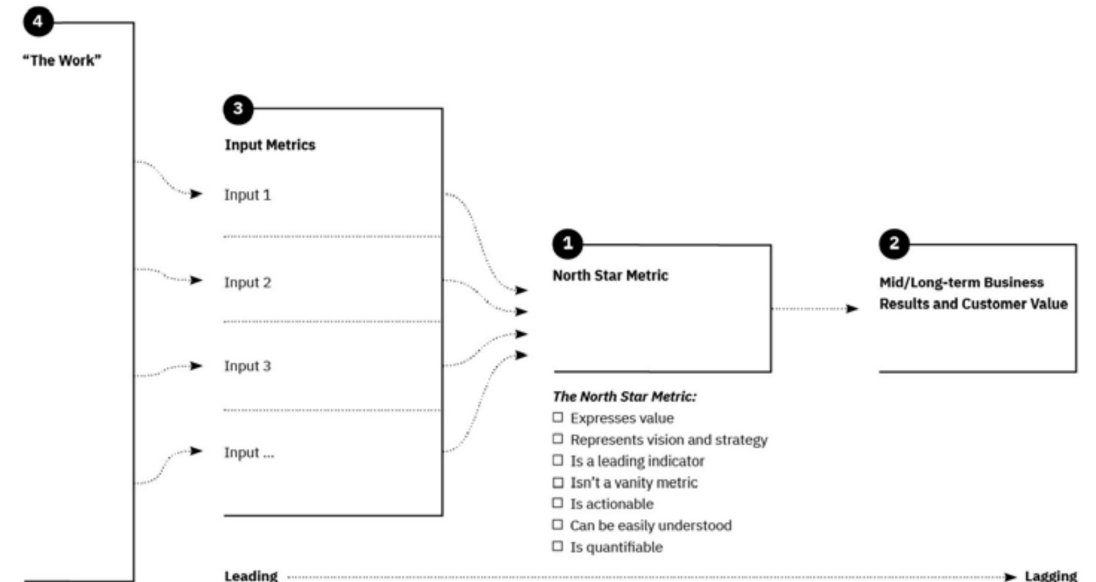 4
“The Work”
3
Input Metrics
Input 1
Input 2
Input 3
Input ...
1
North Star Metric
The North Star Metric:
☐ Expresses value
☐ Represents vision and strategy
☐ Is a leading indicator
☐ Isn’t a vanity metric
☐ Is actionable
☐ Can be easily understood
☐ Is quantifiable
2
Mid/Long-term Business
Results and Customer Value
Leading
Lagging